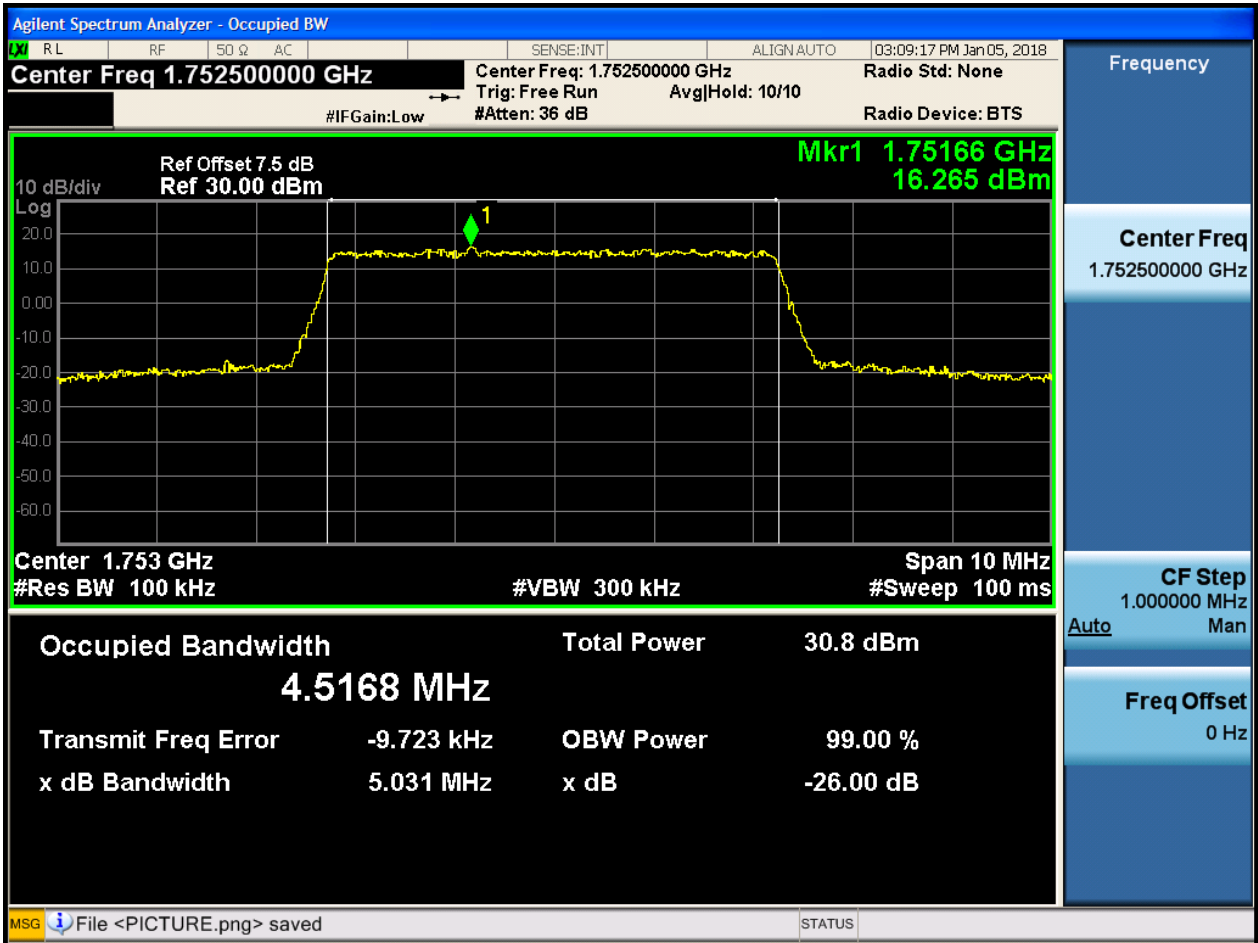 Agilent Spectrum Analyzer - Occupied BW
LXI RL RF 50 Ω AC SENSE:INT ALIGN AUTO 03:09:17 PM Jan 05, 2018
Center Freq 1.752500000 GHz
Center Freq: 1.752500000 GHz
Radio Std: None
Trig: Free Run Avg|Hold: 10/10
#IFGain:Low
#Atten: 36 dB
Radio Device: BTS
Mkr1 1.75166 GHz
16.265 dBm
Ref Offset 7.5 dB
10 dB/div Ref 30.00 dBm
Log
1
20.0
10.0
0.00
-10.0
-20.0
-30.0
-40.0
-50.0
-60.0
Center 1.753 GHz Span 10 MHz
#Res BW 100 kHz #VBW 300 kHz #Sweep 100 ms
Occupied Bandwidth Total Power 30.8 dBm
4.5168 MHz
Transmit Freq Error -9.723 kHz OBW Power 99.00 %
x dB Bandwidth 5.031 MHz x dB -26.00 dB
Frequency
Center Freq
1.752500000 GHz
CF Step
1.000000 MHz
Auto Man
Freq Offset
0 Hz
MSG File <PICTURE.png> saved STATUS